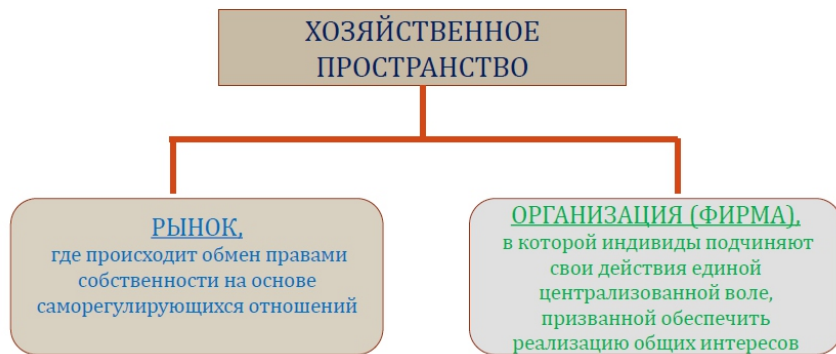 ХОЗЯЙСТВЕННОЕ
ПРОСТРАНСТВО
РЫНОК,
где происходит обмен правами
собственности на основе
саморегулирующихся отношений
ОРГАНИЗАЦИЯ (ФИРМА),
в которой индивиды подчиняют
свои действия единой
централизованной воле,
призванной обеспечить
реализацию общих интересов